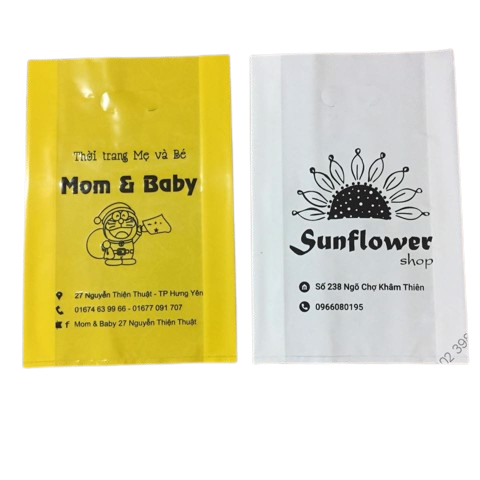 Thời trang Mẹ và Bé
Mom & Baby
27 Nguyễn Thiện Thuật - TP Hưng Yên
01674 63 99 66 - 01677 091 707
f Mom & Baby 27 Nguyễn Thiện Thuật
Sunflower
shop
Số 238 Ngõ Chợ Khâm Thiên
0966080195